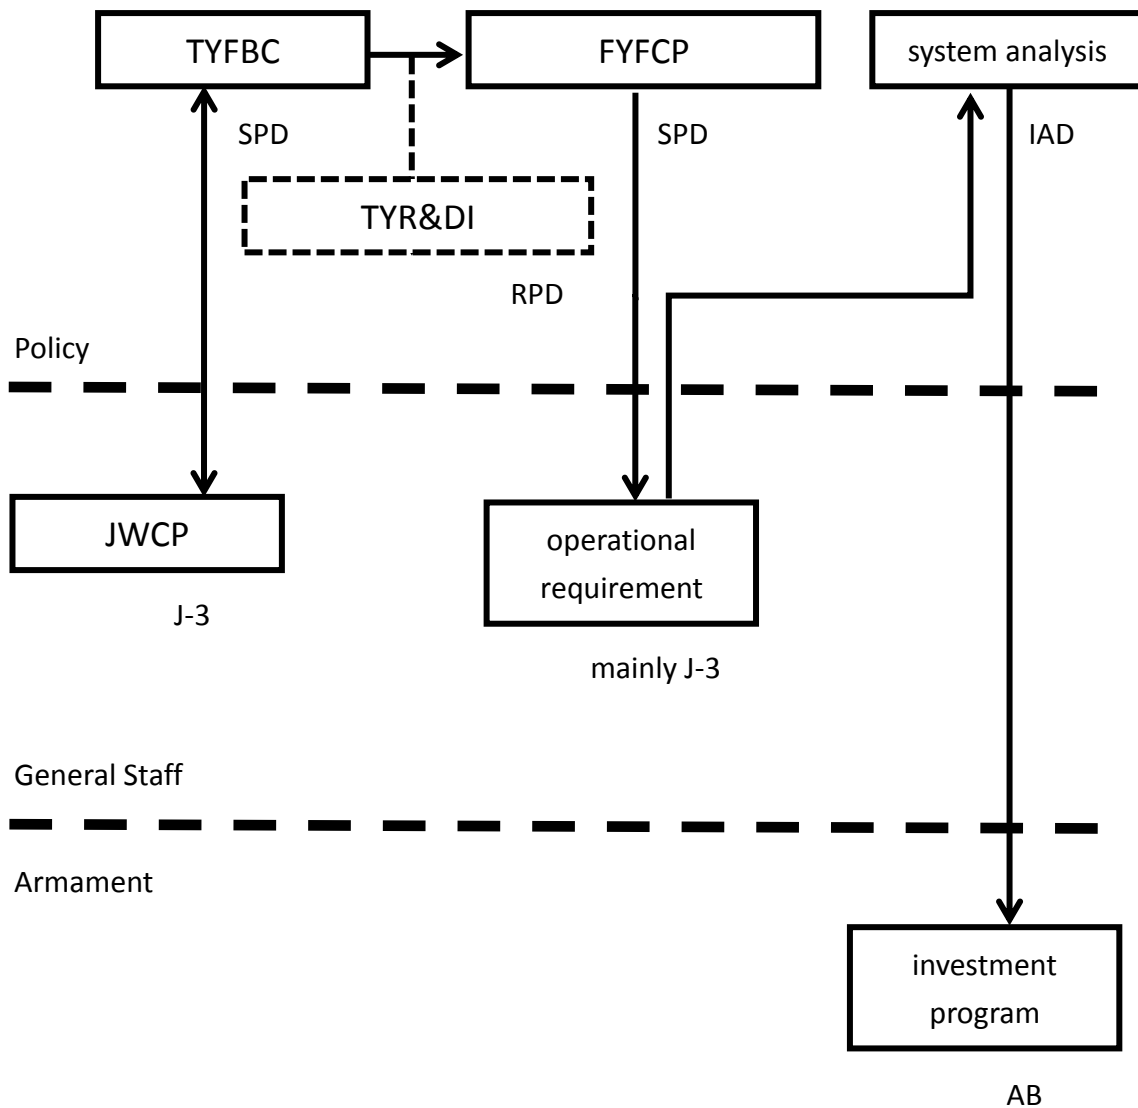 TYFBC
FYFCP
system analysis
SPD
SPD
IAD
TYR&DI
RPD
Policy
JWCP
operational
requirement
J-3
mainly J-3
General Staff
Armament
investment
program
AB